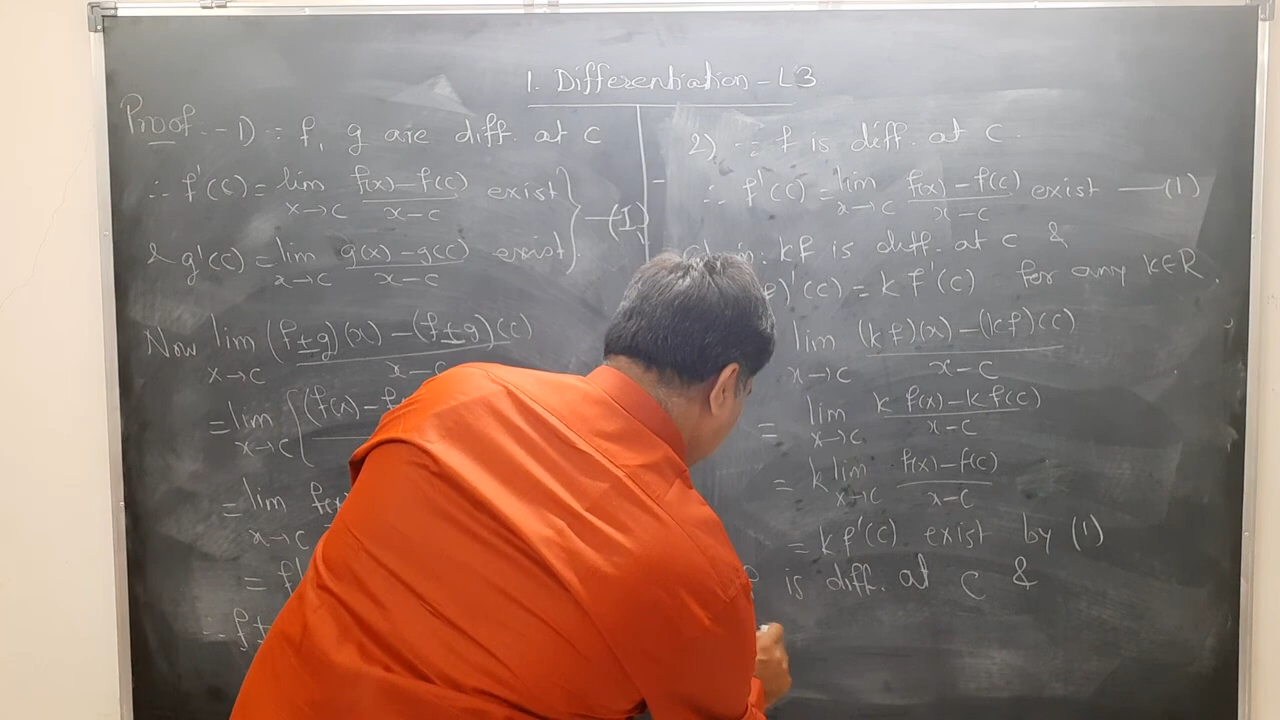 1. Differentiation - L3
Proof :- 1) ∵ f, g are diff. at c
∴ f'(c) = lim x→c f(x) - f(c) / x - c exist
& g'(c) = lim x→c g(x) - g(c) / x - c exist } — (I)
Now lim x→c (f ± g)(x) - (f ± g)(c) / x - c
= lim x→c { (f(x) - f
= lim x→c f(x)
= f'
∴ f ±
2) ∵ f is diff. at c.
∴ f'(c) = lim x→c f(x) - f(c) / x - c exist — (1)
Claim: kf is diff. at c &
f)'(c) = k f'(c) for any k∈R.
lim x→c (kf)(x) - (kf)(c) / x - c
= lim x→c k f(x) - k f(c) / x - c
= k lim x→c f(x) - f(c) / x - c
= k f'(c) exist by (1)
is diff. at c &